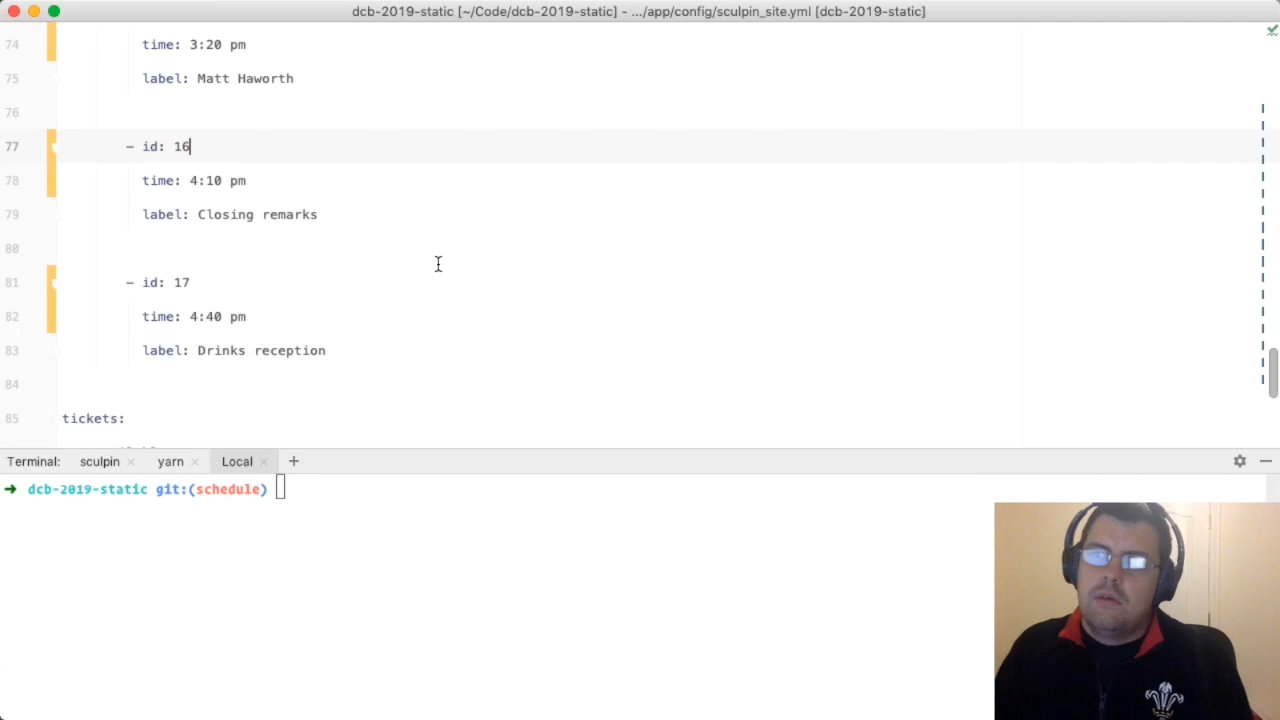 dcb-2019-static [~/Code/dcb-2019-static] - .../app/config/sculpin_site.yml [dcb-2019-static]
74 time: 3:20 pm
75 label: Matt Haworth
76
77 - id: 16
78 time: 4:10 pm
79 label: Closing remarks
80
81 - id: 17
82 time: 4:40 pm
83 label: Drinks reception
84
85 tickets:
Terminal: sculpin × yarn × Local × +
➜ dcb-2019-static git:(schedule)